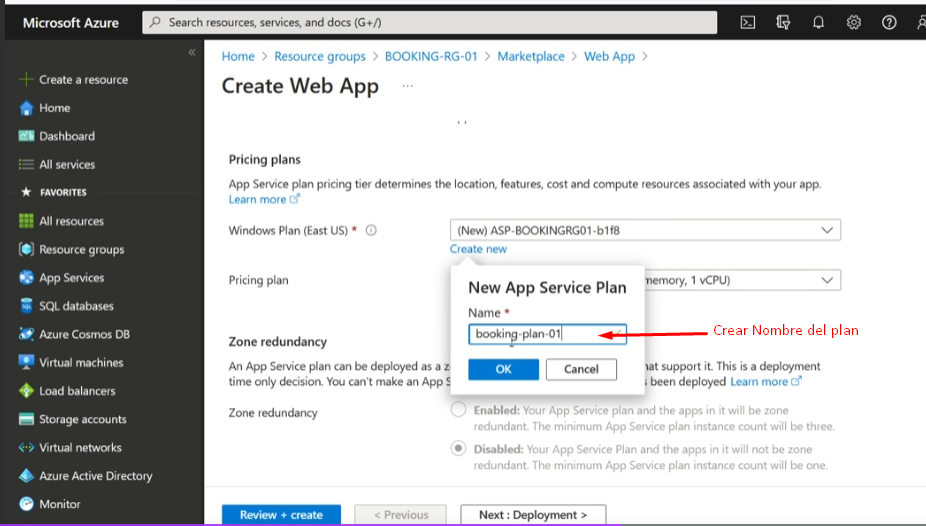 Microsoft Azure
Search resources, services, and docs (G+/)
Create a resource
Home
Dashboard
All services
FAVORITES
All resources
Resource groups
App Services
SQL databases
Azure Cosmos DB
Virtual machines
Load balancers
Storage accounts
Virtual networks
Azure Active Directory
Monitor
Home > Resource groups > BOOKING-RG-01 > Marketplace > Web App >
Create Web App ...
Pricing plans
App Service plan pricing tier determines the location, features, cost and compute resources associated with your app.
Learn more
Windows Plan (East US) *
(New) ASP-BOOKINGRG01-b1f8
Create new
Pricing plan
memory, 1 vCPU)
New App Service Plan
Name *
booking-plan-01
OK
Cancel
Crear Nombre del plan
Zone redundancy
An App Service plan can be deployed as a z
hat support it. This is a deployment
time only decision. You can't make an App S
been deployed Learn more
Zone redundancy
Enabled: Your App Service plan and the apps in it will be zone
redundant. The minimum App Service plan instance count will be three.
Disabled: Your App Service Plan and the apps in it will not be zone
redundant. The minimum App Service plan instance count will be one.
Review + create
< Previous
Next : Deployment >